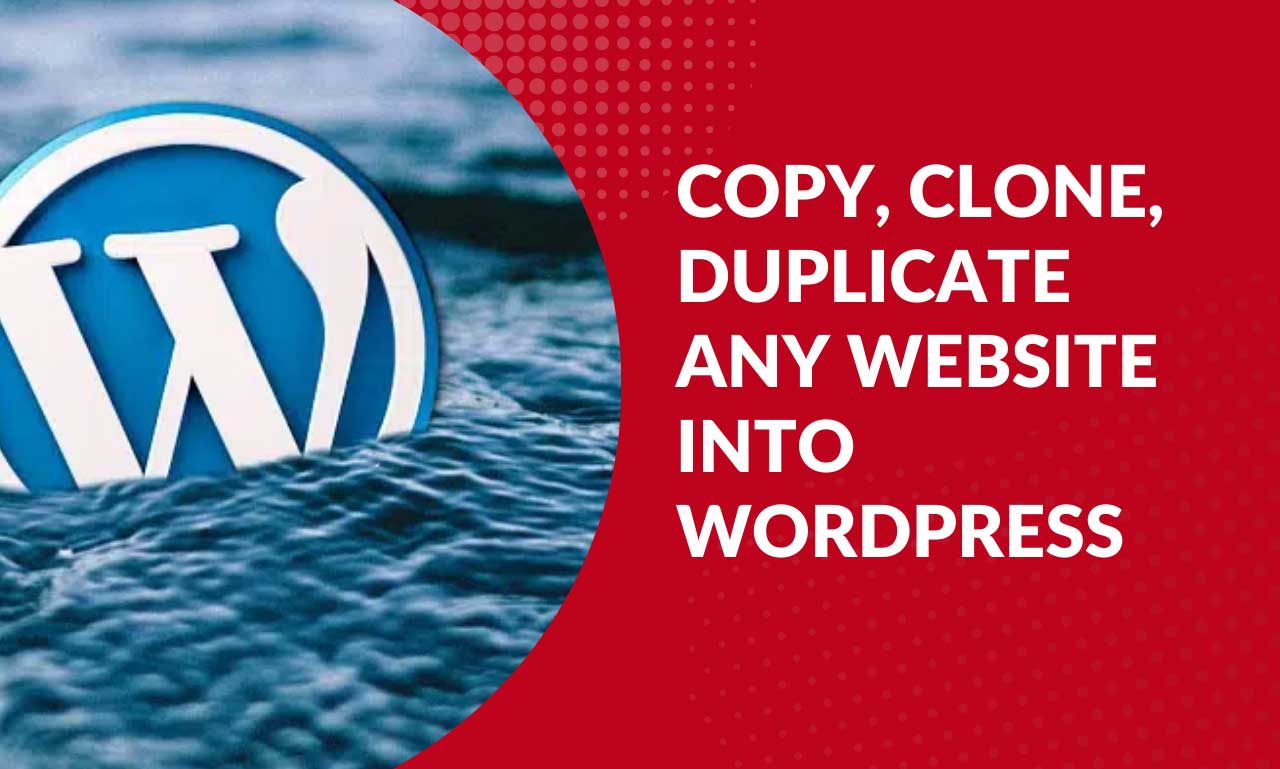 COPY, CLONE,
DUPLICATE
ANY WEBSITE
INTO
WORDPRESS